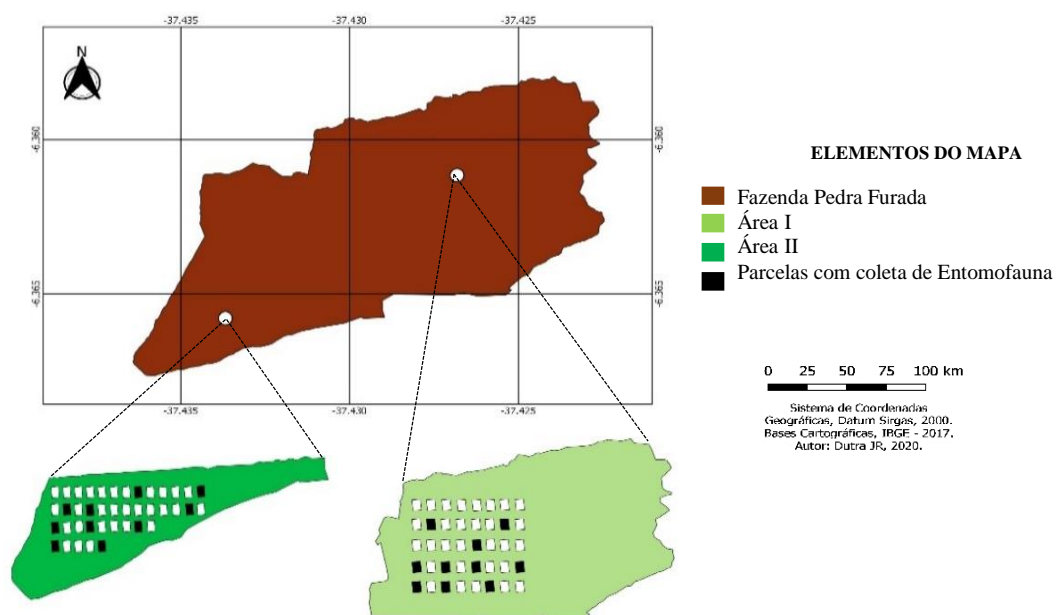 -37.435 -37.430 -37.425
N
-6.360 -6.360
ELEMENTOS DO MAPA
Fazenda Pedra Furada
Área I
Área II
Parcelas com coleta de Entomofauna
-6.365 -6.365
0 25 50 75 100 km
Sistema de Coordenadas
Geográficas, Datum Sirgas, 2000.
Bases Cartográficas, IBGE - 2017.
Autor: Dutra JR, 2020.
-37.435 -37.430 -37.425